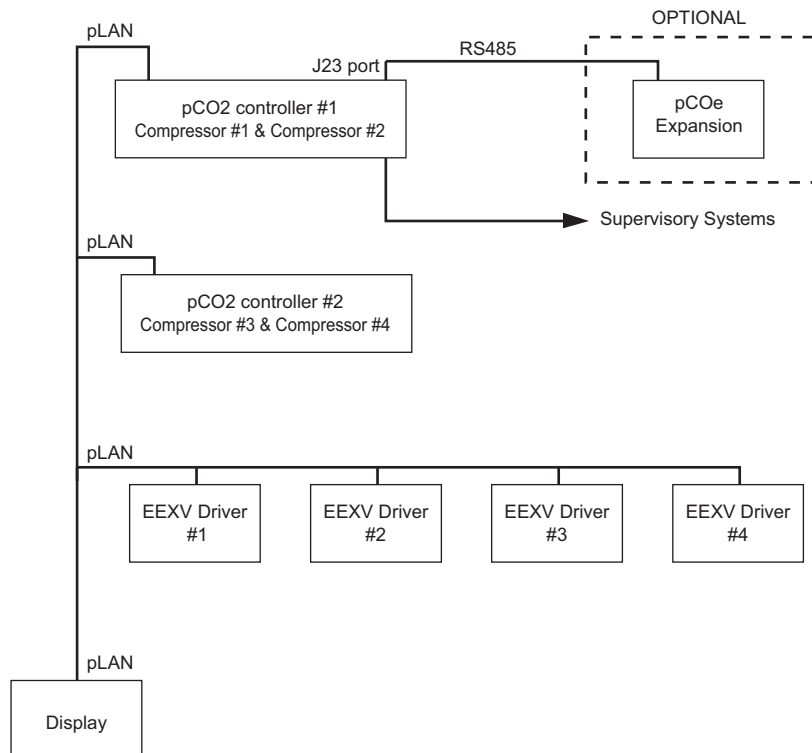 OPTIONAL
pLAN
RS485
J23 port
pCO2 controller #1
Compressor #1 & Compressor #2
pCOe
Expansion
Supervisory Systems
pLAN
pCO2 controller #2
Compressor #3 & Compressor #4
pLAN
EEXV Driver
#1
EEXV Driver
#2
EEXV Driver
#3
EEXV Driver
#4
pLAN
Display